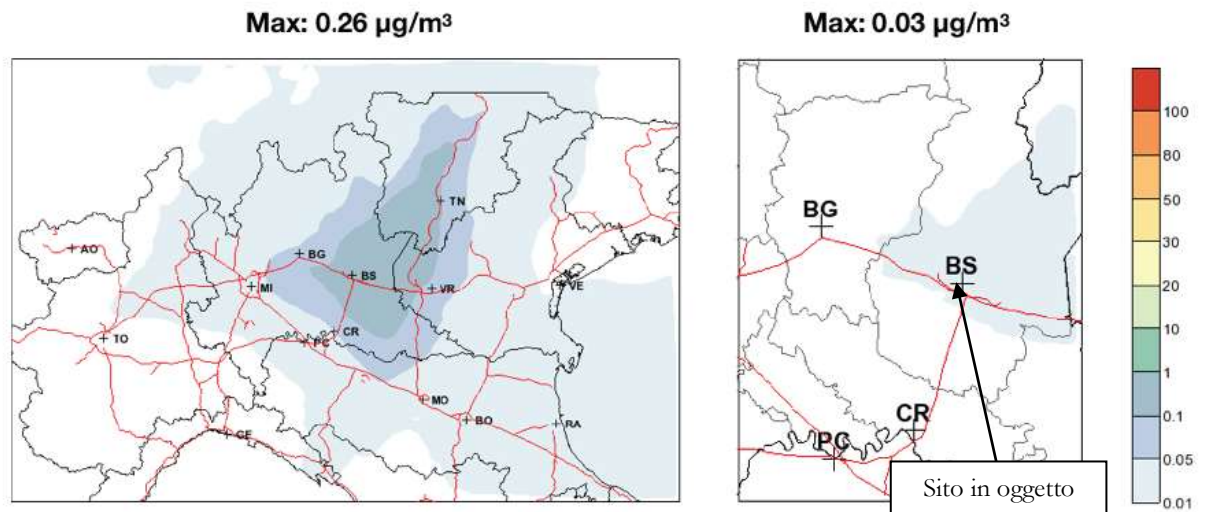 Max: 0.26 µg/m³
Max: 0.03 µg/m³
TN
AO
BG
BS
MI
VR
VE
CR
TO
PC
MO
BO
RA
GE
BG
BS
CR
PC
Sito in oggetto
100
80
50
30
20
10
1
0.1
0.05
0.01